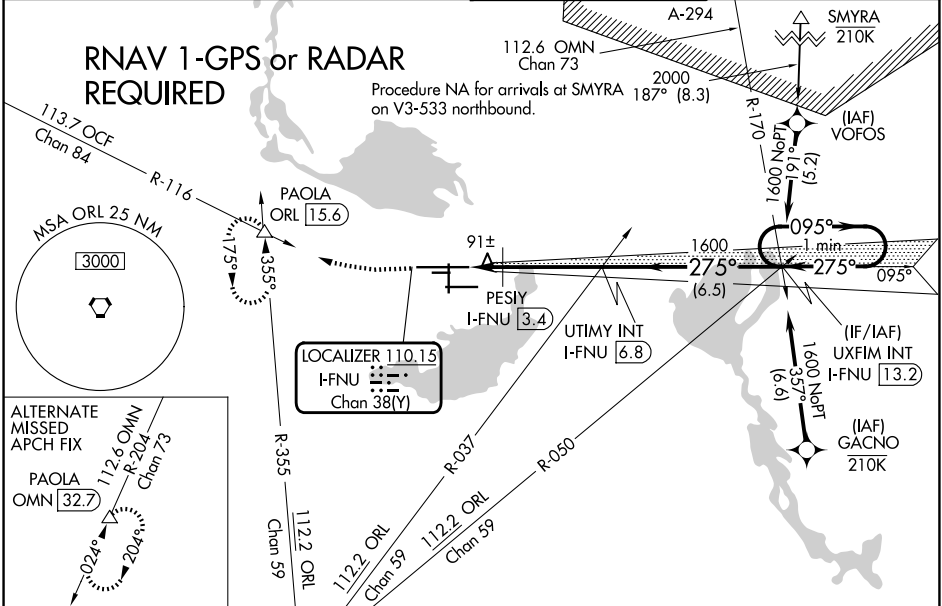 RNAV 1-GPS or RADAR
REQUIRED
Procedure NA for arrivals at SMYRA
on V3-533 northbound.
A-294
112.6 OMN
Chan 73
2000
187° (8.3)
SMYRA
210K
(IAF)
VOFOS
R-170
1600 NoPT
191°
(5.2)
113.7 OCF
Chan 84
R-116
PAOLA
ORL 15.6
175°
355°
MSA ORL 25 NM
3000
91±
PESIY
I-FNU 3.4
1600
275°
(6.5)
095°
1 min
275°
095°
UTIMY INT
I-FNU 6.8
(IF/IAF)
UXFIM INT
I-FNU 13.2
LOCALIZER 110.15
I-FNU
Chan 38(Y)
1600 NoPT
357°
(6.6)
(IAF)
GACNO
210K
ALTERNATE
MISSED
APCH FIX
PAOLA
OMN 32.7
112.6 OMN
R-204
Chan 73
024°
204°
R-355
112.2 ORL
Chan 59
R-037
112.2 ORL
Chan 59
R-050
112.2 ORL
Chan 59